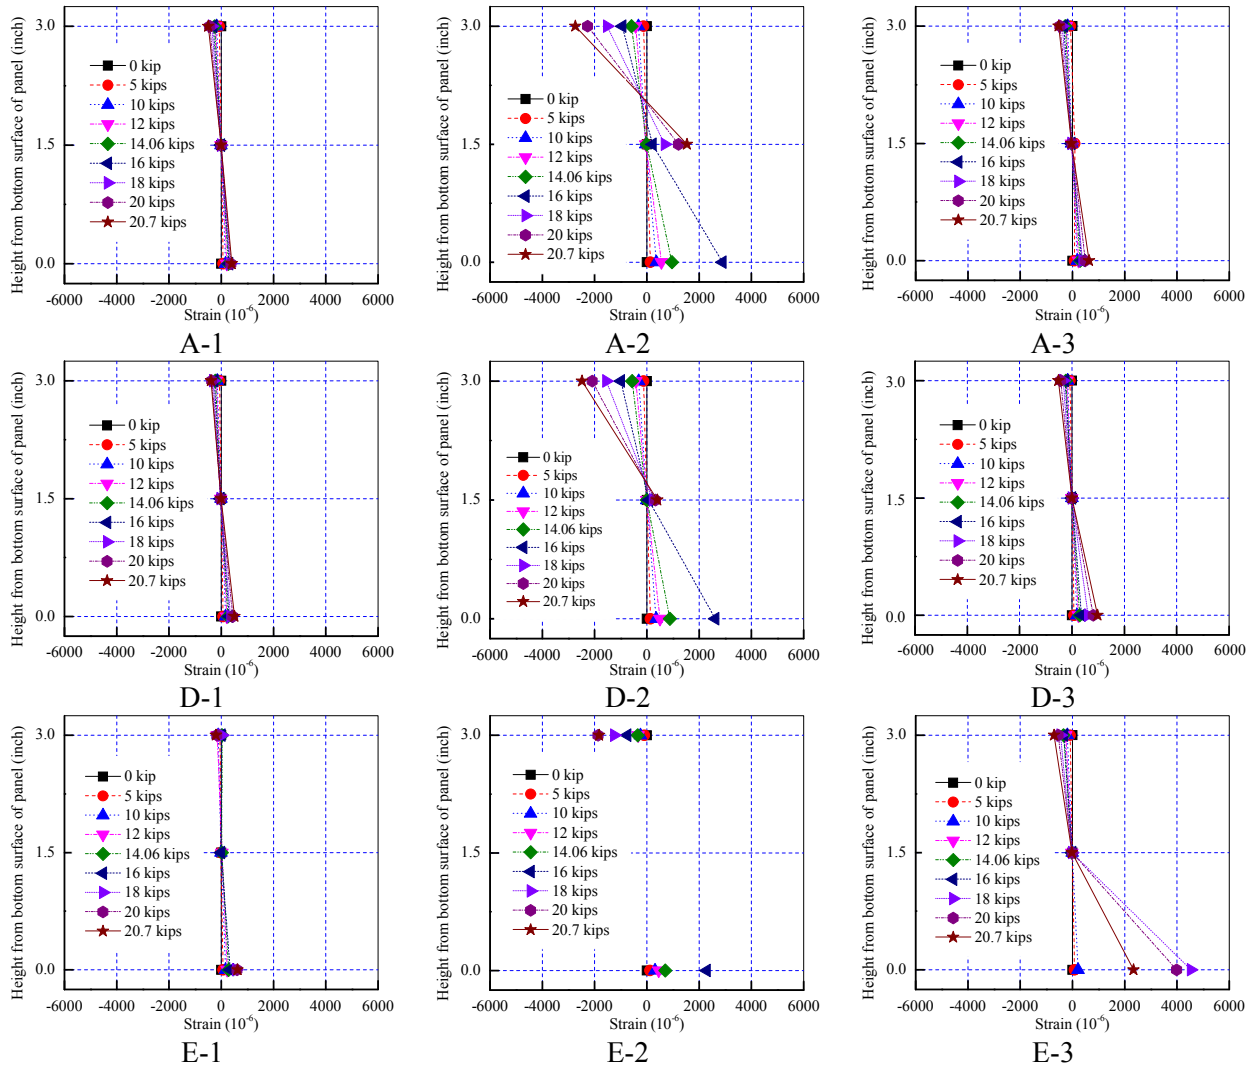 Height from bottom surface of panel (inch)
3.0
1.5
0.0
0 kip
5 kips
10 kips
12 kips
14.06 kips
16 kips
18 kips
20 kips
20.7 kips
-6000 -4000 -2000 0 2000 4000 6000
Strain (10-6)
A-1
Height from bottom surface of panel (inch)
3.0
1.5
0.0
0 kip
5 kips
10 kips
12 kips
14.06 kips
16 kips
18 kips
20 kips
20.7 kips
-6000 -4000 -2000 0 2000 4000 6000
Strain (10-6)
A-2
Height from bottom surface of panel (inch)
3.0
1.5
0.0
0 kip
5 kips
10 kips
12 kips
14.06 kips
16 kips
18 kips
20 kips
20.7 kips
-6000 -4000 -2000 0 2000 4000 6000
Strain (10-6)
A-3
Height from bottom surface of panel (inch)
3.0
1.5
0.0
0 kip
5 kips
10 kips
12 kips
14.06 kips
16 kips
18 kips
20 kips
20.7 kips
-6000 -4000 -2000 0 2000 4000 6000
Strain (10-6)
D-1
Height from bottom surface of panel (inch)
3.0
1.5
0.0
0 kip
5 kips
10 kips
12 kips
14.06 kips
16 kips
18 kips
20 kips
20.7 kips
-6000 -4000 -2000 0 2000 4000 6000
Strain (10-6)
D-2
Height from bottom surface of panel (inch)
3.0
1.5
0.0
0 kip
5 kips
10 kips
12 kips
14.06 kips
16 kips
18 kips
20 kips
20.7 kips
-6000 -4000 -2000 0 2000 4000 6000
Strain (10-6)
D-3
Height from bottom surface of panel (inch)
3.0
1.5
0.0
0 kip
5 kips
10 kips
12 kips
14.06 kips
16 kips
18 kips
20 kips
20.7 kips
-6000 -4000 -2000 0 2000 4000 6000
Strain (10-6)
E-1
Height from bottom surface of panel (inch)
3.0
1.5
0.0
0 kip
5 kips
10 kips
12 kips
14.06 kips
16 kips
18 kips
20 kips
20.7 kips
-6000 -4000 -2000 0 2000 4000 6000
Strain (10-6)
E-2
Height from bottom surface of panel (inch)
3.0
1.5
0.0
0 kip
5 kips
10 kips
12 kips
14.06 kips
16 kips
18 kips
20 kips
20.7 kips
-6000 -4000 -2000 0 2000 4000 6000
Strain (10-6)
E-3